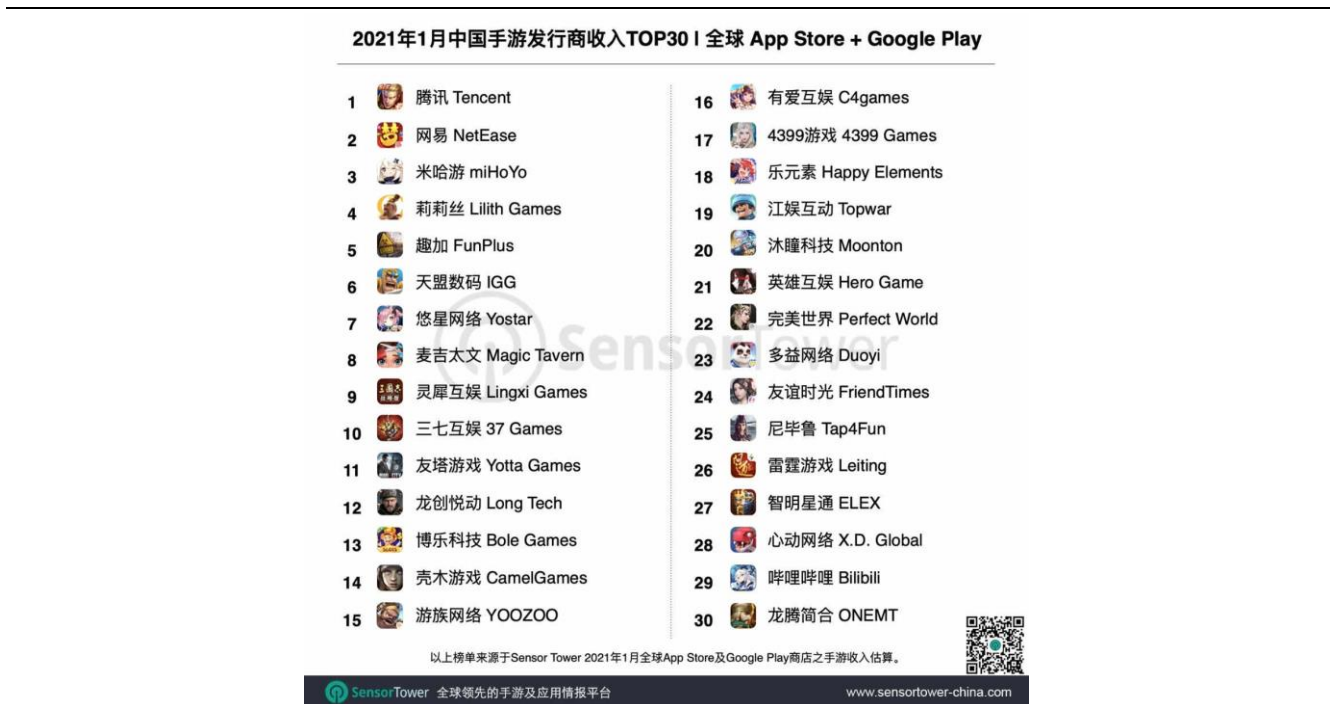 2021年1月中国手游发行商收入TOP30 | 全球 App Store + Google Play
1 腾讯 Tencent
2 网易 NetEase
3 米哈游 miHoYo
4 莉莉丝 Lilith Games
5 趣加 FunPlus
6 天盟数码 IGG
7 悠星网络 Yostar
8 麦吉太文 Magic Tavern
9 灵犀互娱 Lingxi Games
10 三七互娱 37 Games
11 友塔游戏 Yotta Games
12 龙创悦动 Long Tech
13 博乐科技 Bole Games
14 壳木游戏 CamelGames
15 游族网络 YOOZOO
16 有爱互娱 C4games
17 4399游戏 4399 Games
18 乐元素 Happy Elements
19 江娱互动 Topwar
20 沐瞳科技 Moonton
21 英雄互娱 Hero Game
22 完美世界 Perfect World
23 多益网络 Duoyi
24 友谊时光 FriendTimes
25 尼毕鲁 Tap4Fun
26 雷霆游戏 Leiting
27 智明星通 ELEX
28 心动网络 X.D. Global
29 哔哩哔哩 Bilibili
30 龙腾简合 ONEMT
SensorTower
以上榜单来源于Sensor Tower 2021年1月全球App Store及Google Play商店之手游收入估算。
SensorTower 全球领先的手游及应用情报平台
www.sensortower-china.com